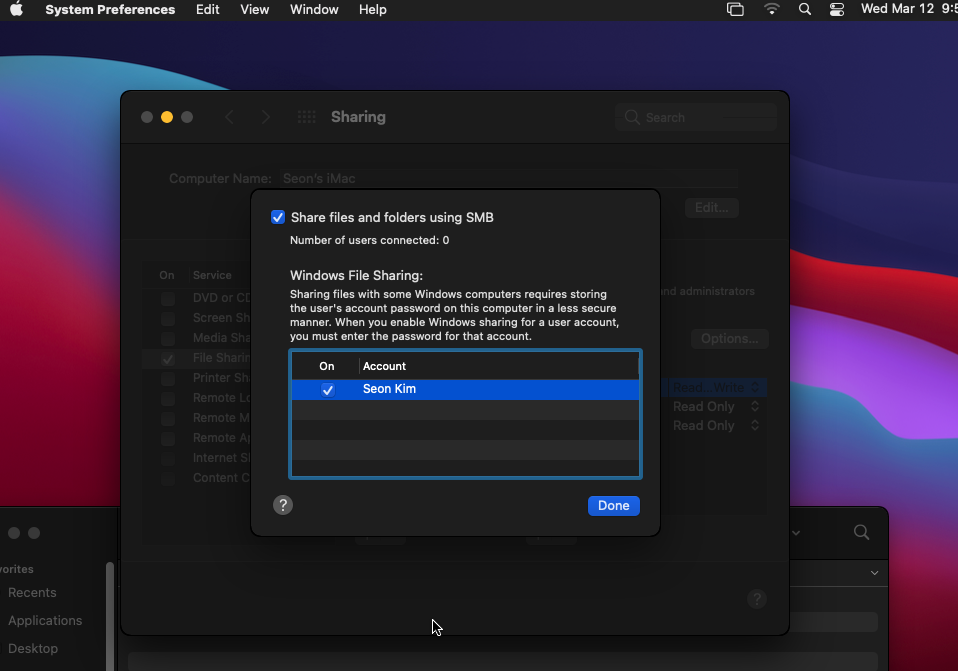 System Preferences Edit View Window Help Wed Mar 12
Sharing
Search
Computer Name: Seon's iMac
Edit...
Share files and folders using SMB
Number of users connected: 0
Windows File Sharing:
Sharing files with some Windows computers requires storing
the user's account password on this computer in a less secure
manner. When you enable Windows sharing for a user account,
you must enter the password for that account.
On Account
Seon Kim
?
Done
On Service
DVD or CD
Screen Sh
Media Sha
File Sharin
Printer Sh
Remote Lo
Remote M
Remote Ap
Internet S
Content C
and administrators
Options...
Read...Write
Read Only
Read Only
?
vorites
Recents
Applications
Desktop